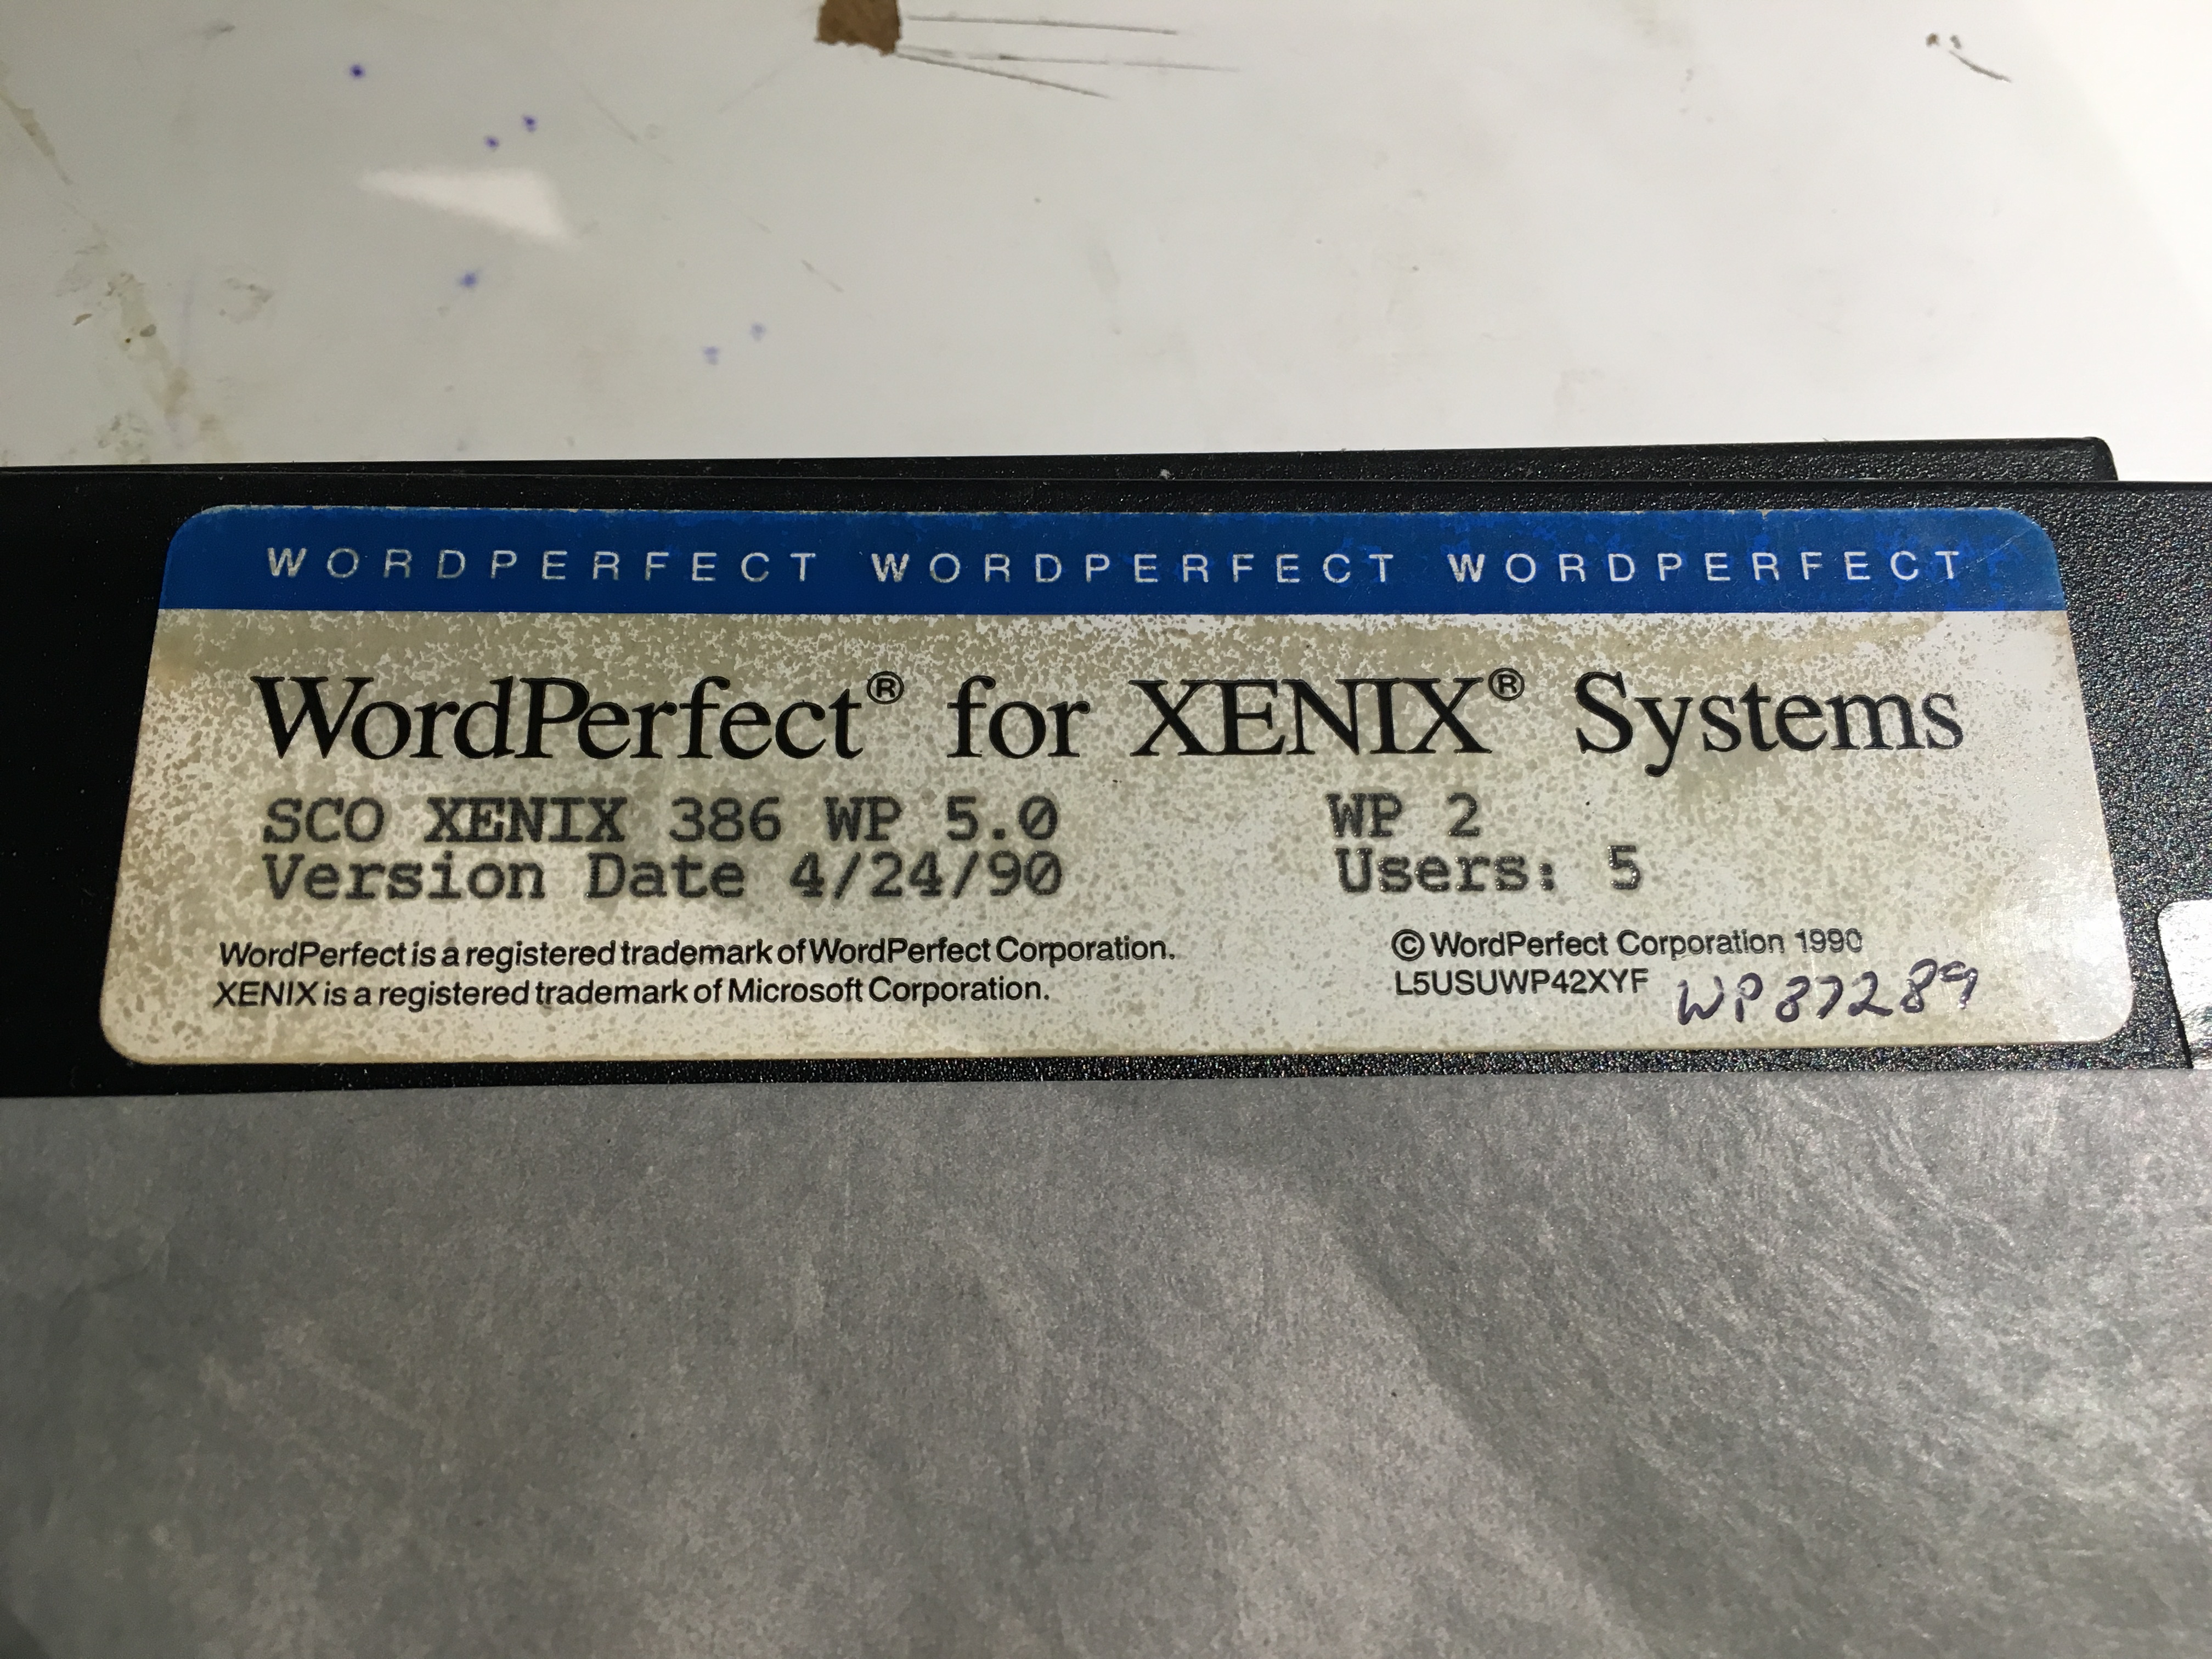 WORDPERFECT WORDPERFECT WORDPERFECT
WordPerfect® for XENIX® Systems
SCO XENIX 386 WP 5.0 WP 2
Version Date 4/24/90 Users: 5
WordPerfect is a registered trademark of WordPerfect Corporation. © WordPerfect Corporation 1990
XENIX is a registered trademark of Microsoft Corporation. L5USUWP42XYF WP87289